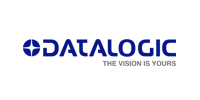 DATALOGIC
THE VISION IS YOURS